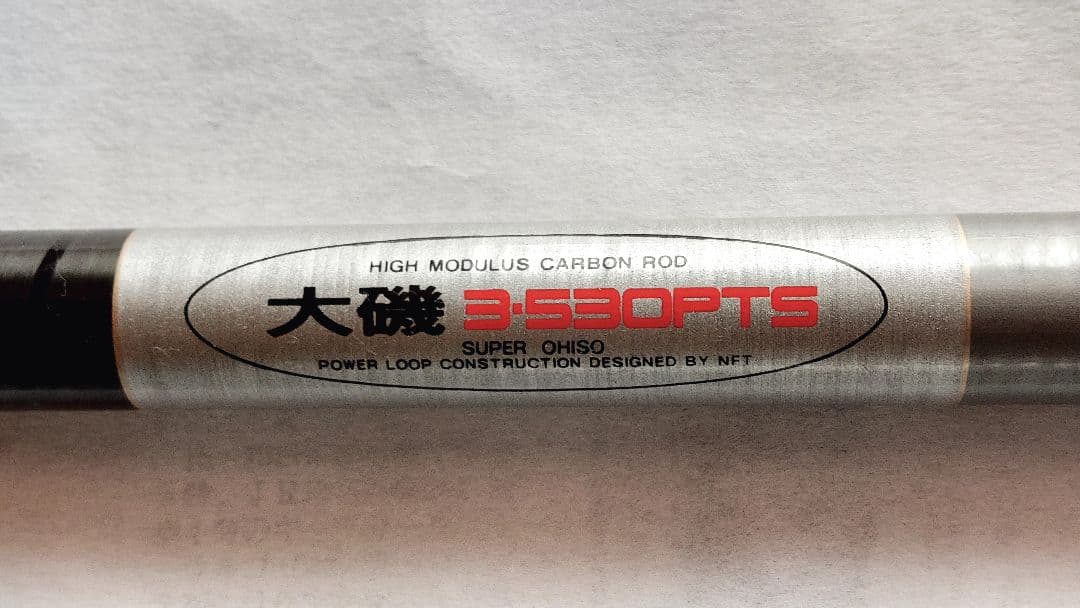 HIGH MODULUS CARBON ROD
大磯 3·530PTS
SUPER OHISO
POWER LOOP CONSTRUCTION DESIGNED BY NFT